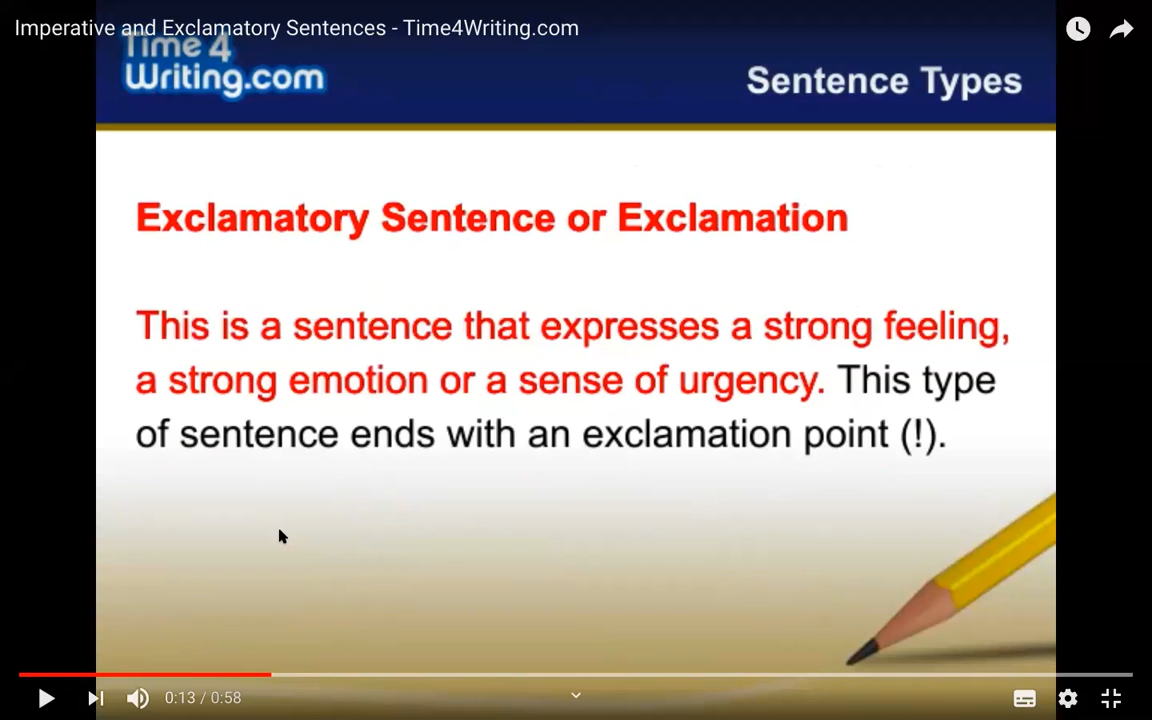 Imperative and Exclamatory Sentences - Time4Writing.com
Time 4
Writing.com
Sentence Types
Exclamatory Sentence or Exclamation
This is a sentence that expresses a strong feeling,
a strong emotion or a sense of urgency. This type
of sentence ends with an exclamation point (!).
0:13 / 0:58